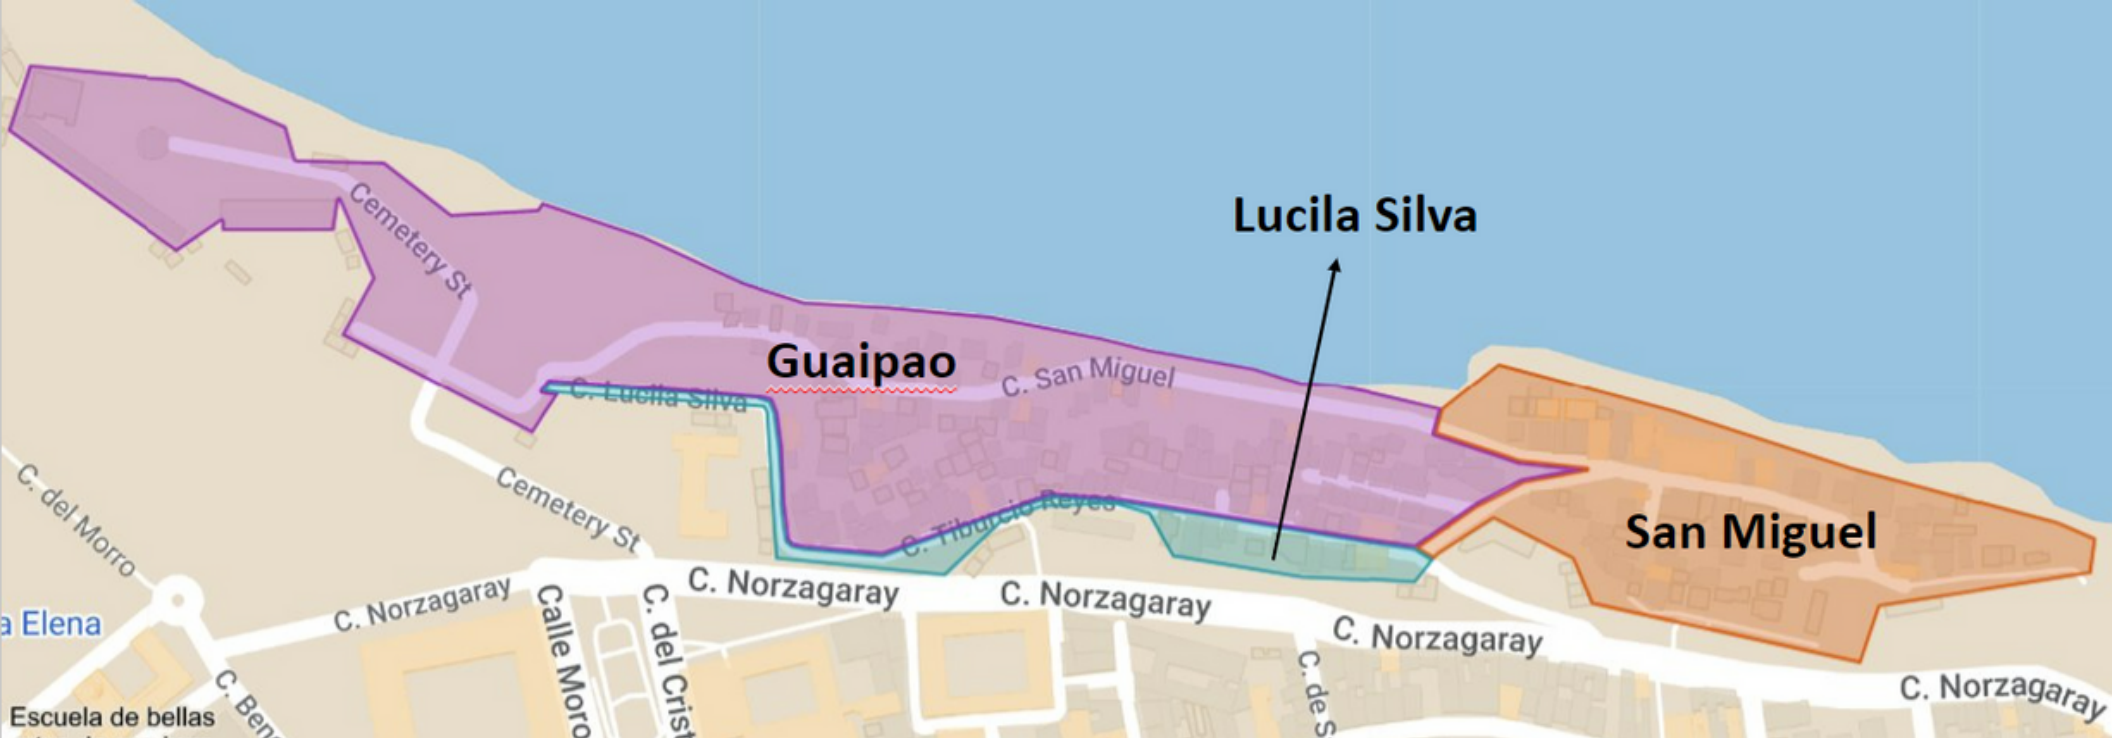 Cemetery St
Lucila Silva
Guaipao
C. San Miguel
C. Lucila Silva
C. Tiburcio Reyes
San Miguel
C. del Morro
Cemetery St
C. Norzagaray
C. Norzagaray
C. Norzagaray
C. Norzagaray
C. Norzagaray
a Elena
Calle Moro
C. del Crist
C. de S
C. Bene
Escuela de bellas